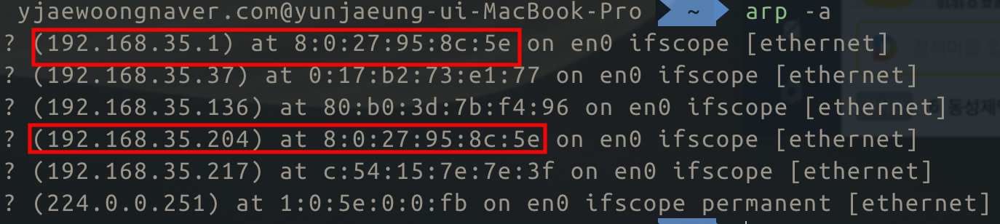 yjaewoongnaver.com@yunjaeung-ui-MacBook-Pro ~ arp -a
? (192.168.35.1) at 8:0:27:95:8c:5e on en0 ifscope [ethernet]
? (192.168.35.37) at 0:17:b2:73:e1:77 on en0 ifscope [ethernet]
? (192.168.35.136) at 80:b0:3d:7b:f4:96 on en0 ifscope [ethernet]
? (192.168.35.204) at 8:0:27:95:8c:5e on en0 ifscope [ethernet]
? (192.168.35.217) at c:54:15:7e:7e:3f on en0 ifscope [ethernet]
? (224.0.0.251) at 1:0:5e:0:0:fb on en0 ifscope permanent [ethernet]